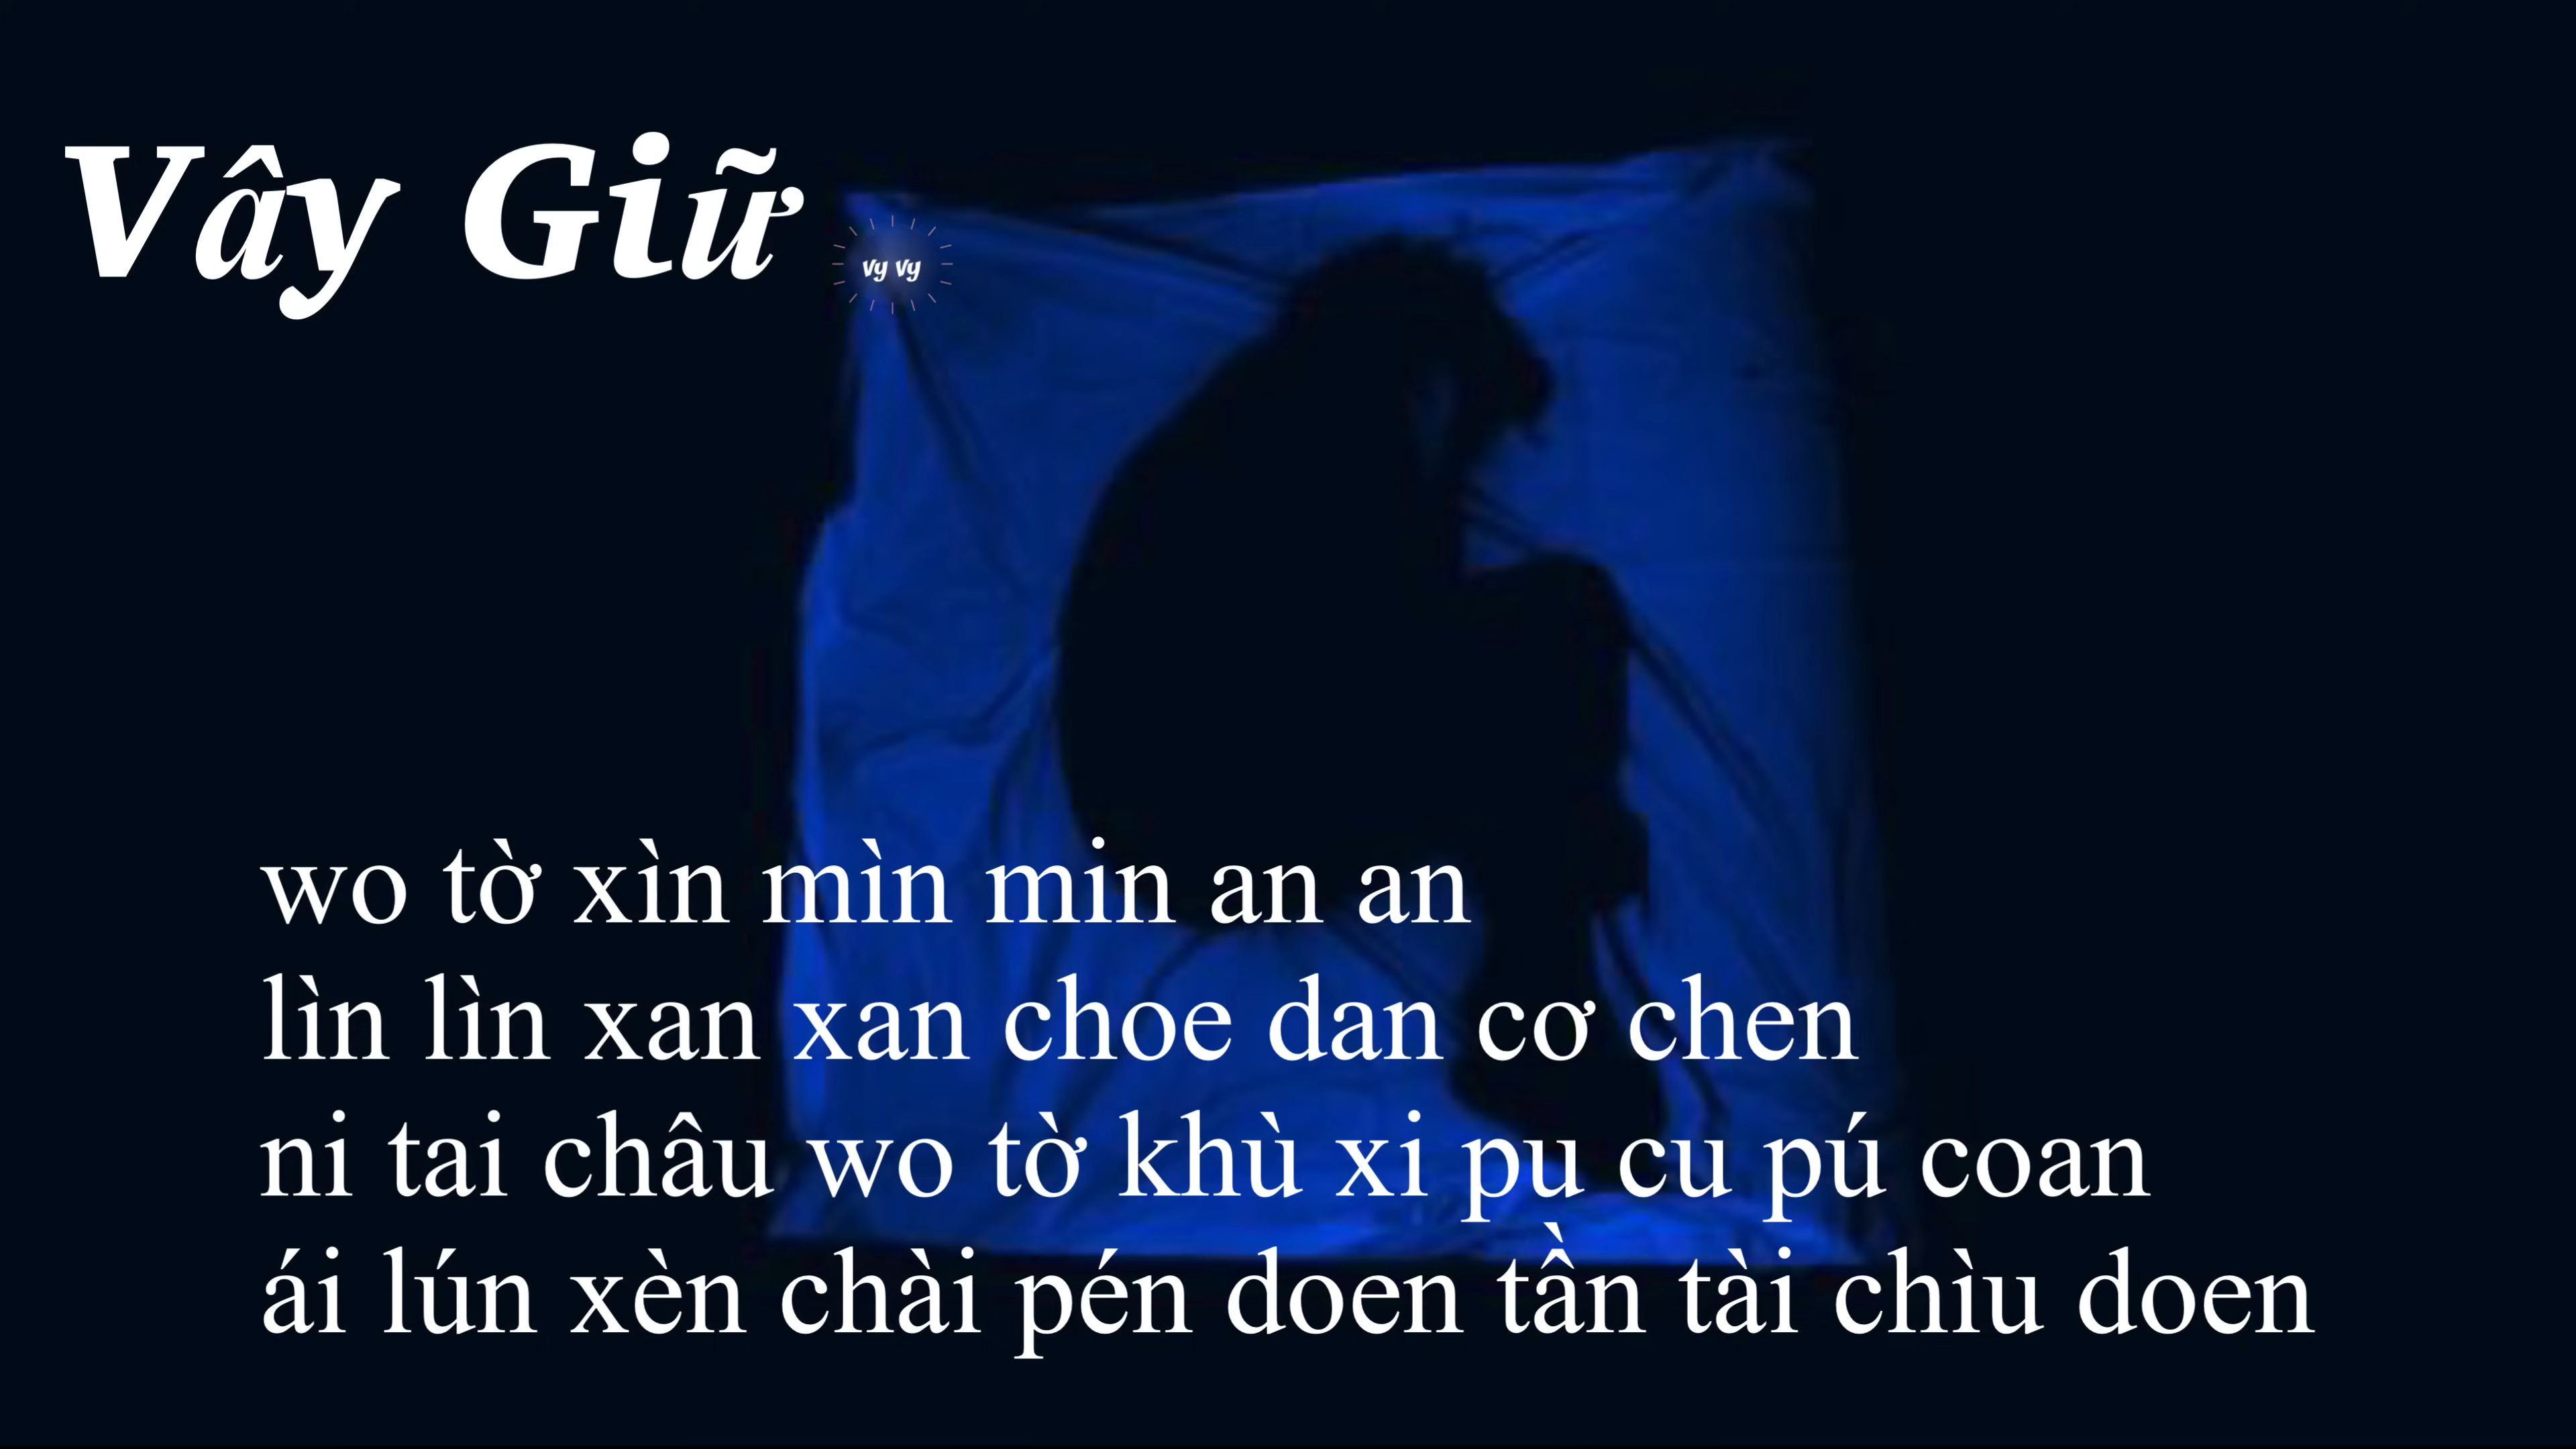 Vây Giữ
vy vy
wo tờ xìn mìn min an an
lìn lìn xan xan choe dan cơ chen
ni tai châu wo tờ khù xi pu cu pú coan
ái lún xèn chài pén doen tần tài chìu doen